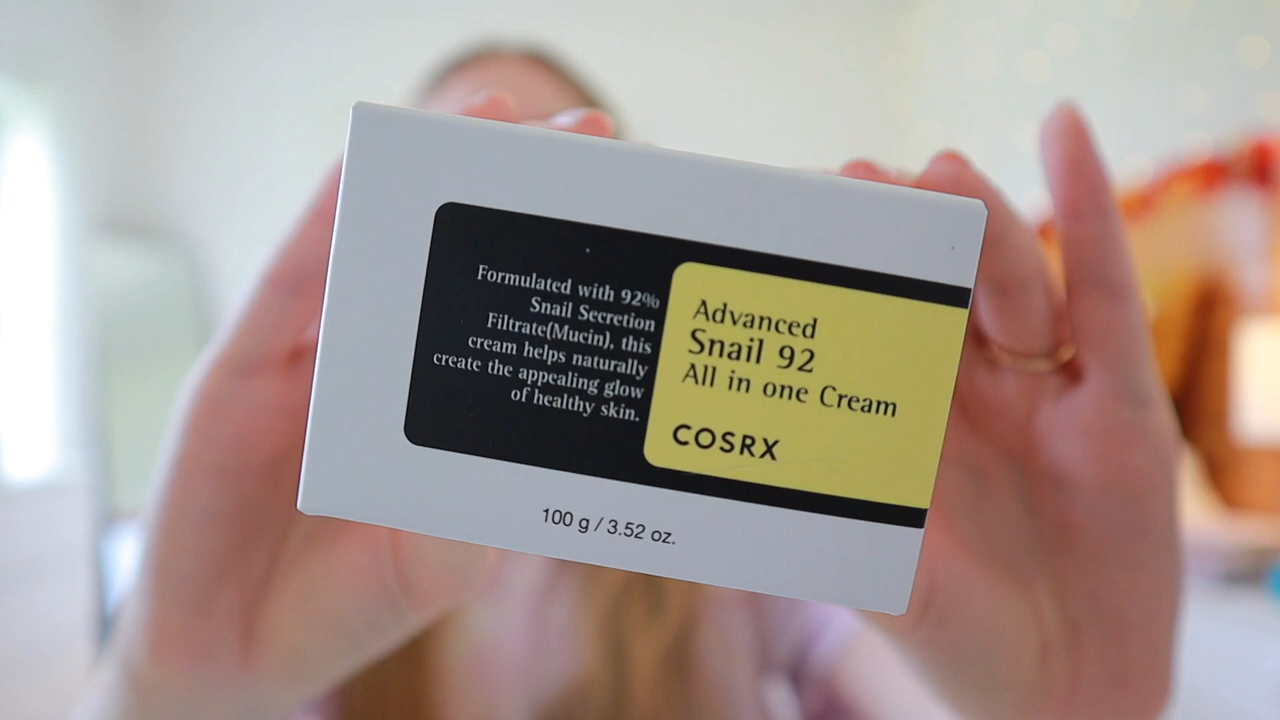 Formulated with 92%
Snail Secretion
Filtrate(Mucin), this
cream helps naturally
create the appealing glow
of healthy skin.
Advanced
Snail 92
All in one Cream
COSRX
100 g / 3.52 oz.